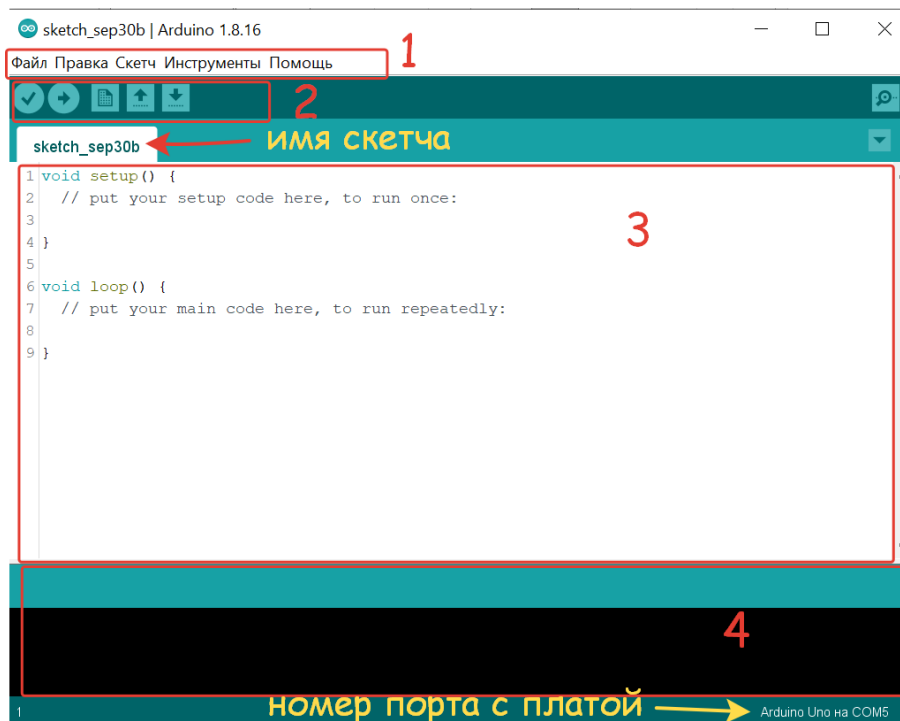 sketch_sep30b | Arduino 1.8.16
Файл Правка Скетч Инструменты Помощь
1
2
sketch_sep30b
имя скетча
1 void setup() {
2 // put your setup code here, to run once:
3
4 }
5
6 void loop() {
7 // put your main code here, to run repeatedly:
8
9 }
3
4
номер порта с платой
1
Arduino Uno на COM5